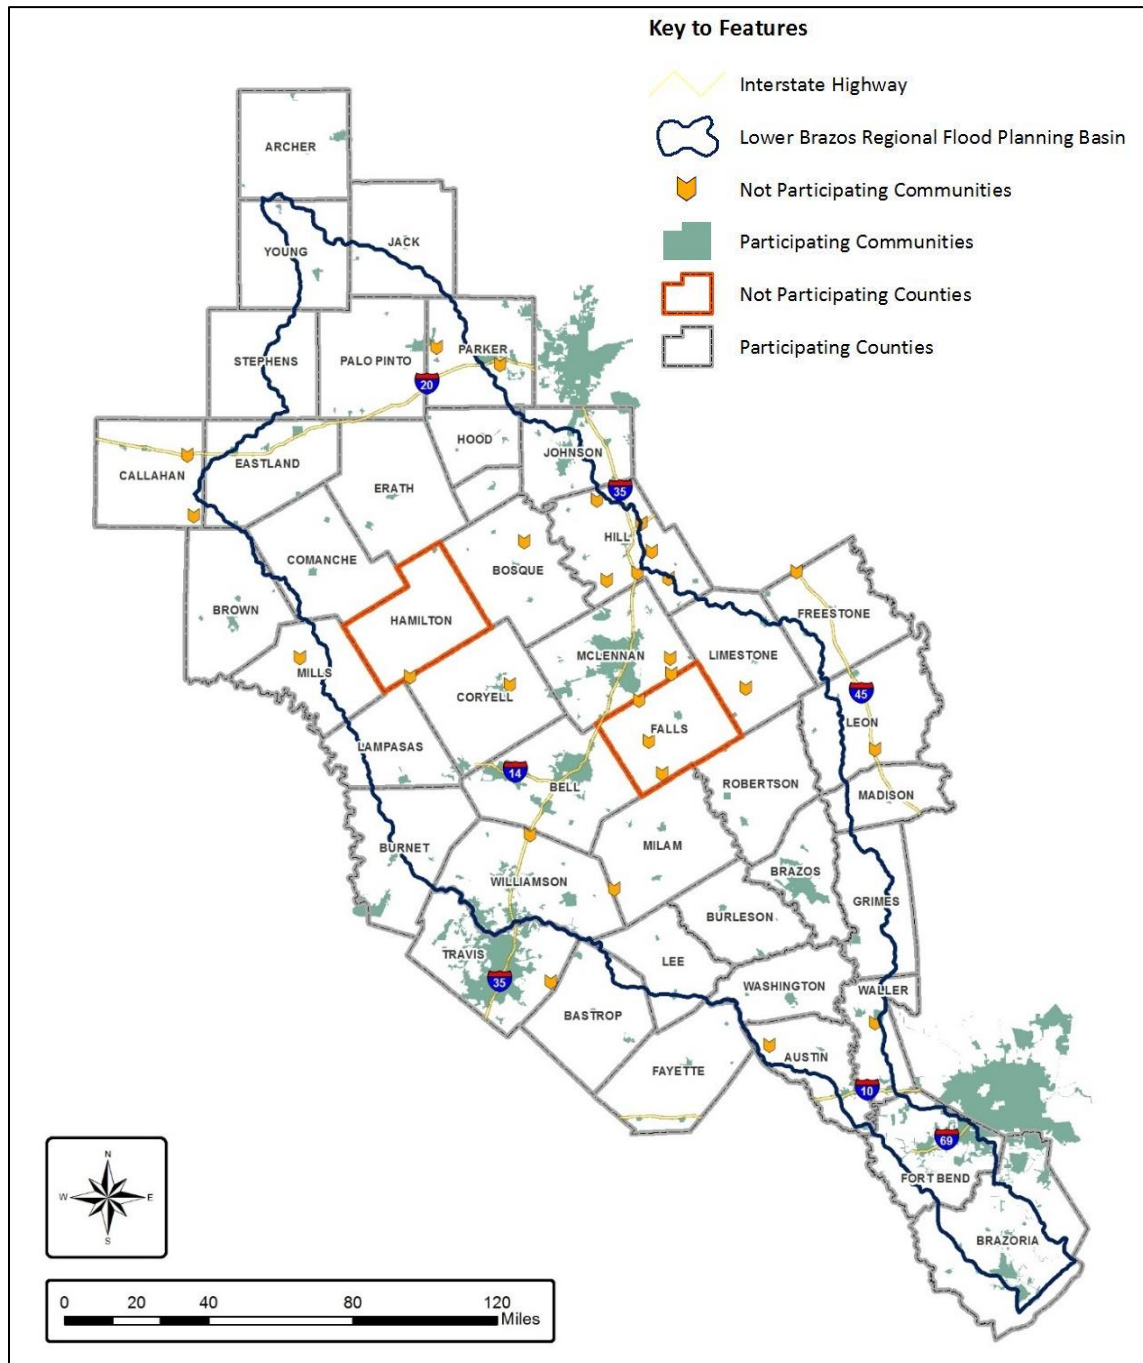 Key to Features
Interstate Highway
Lower Brazos Regional Flood Planning Basin
Not Participating Communities
Participating Communities
Not Participating Counties
Participating Counties
ARCHER
YOUNG
JACK
STEPHENS
PALO PINTO
PARKER
20
HOOD
JOHNSON
CALLAHAN
EASTLAND
ERATH
35
COMANCHE
HILL
BOSQUE
BROWN
HAMILTON
FREESTONE
MCLENNAN
LIMESTONE
MILLS
CORYELL
45
LEON
FALLS
LAMPASAS
14
BELL
ROBERTSON
MADISON
BURNET
MILAM
BRAZOS
WILLIAMSON
GRIMES
BURLESON
TRAVIS
LEE
35
WASHINGTON
WALLER
BASTROP
AUSTIN
FAYETTE
10
69
FORT BEND
BRAZORIA
N
W E
S
0 20 40 80 120
Miles